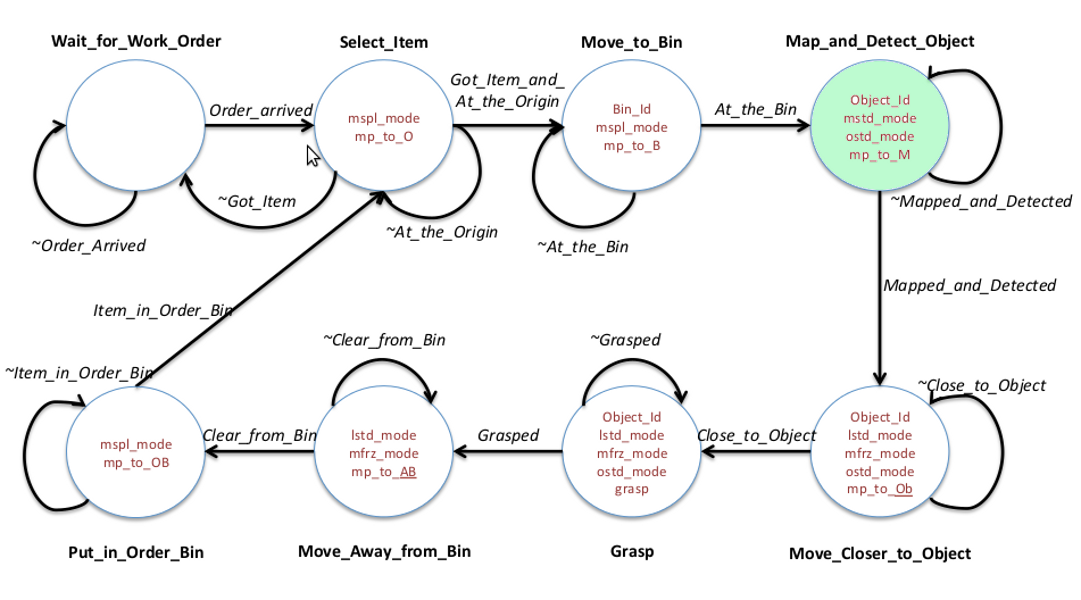 Wait_for_Work_Order
Select_Item
Move_to_Bin
Map_and_Detect_Object
Order_arrived
mspl_mode
mp_to_O
Got_Item_and_
At_the_Origin
Bin_Id
mspl_mode
mp_to_B
At_the_Bin
Object_Id
mstd_mode
ostd_mode
mp_to_M
~Order_Arrived
~Got_Item
~At_the_Origin
~At_the_Bin
~Mapped_and_Detected
Item_in_Order_Bin
Mapped_and_Detected
~Item_in_Order_Bin
~Clear_from_Bin
~Grasped
~Close_to_Object
mspl_mode
mp_to_OB
Clear_from_Bin
lstd_mode
mfrz_mode
mp_to_AB
Grasped
Object_Id
lstd_mode
mfrz_mode
ostd_mode
grasp
Close_to_Object
Object_Id
lstd_mode
mfrz_mode
ostd_mode
mp_to_Ob
Put_in_Order_Bin
Move_Away_from_Bin
Grasp
Move_Closer_to_Object